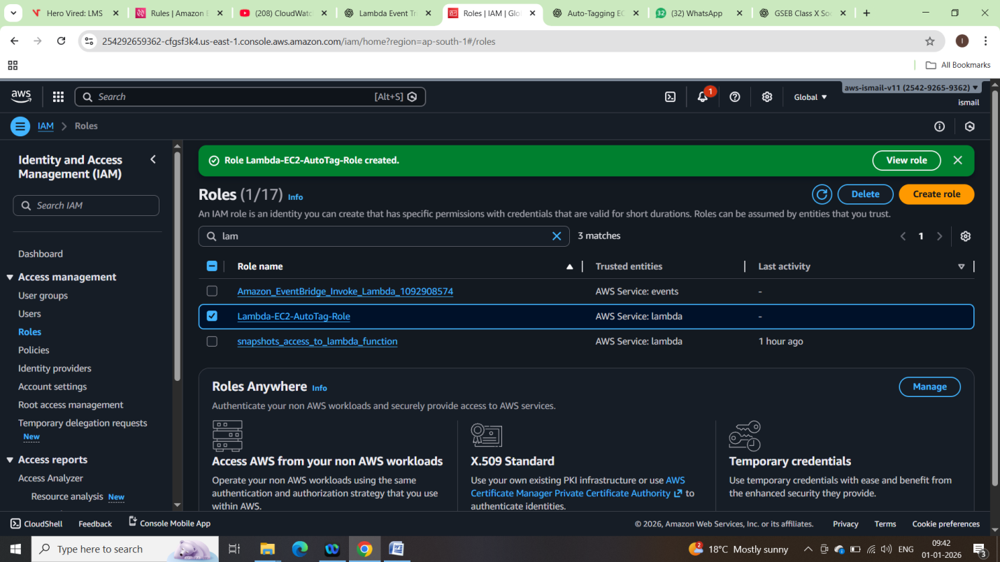 Hero Vired: LMS
Rules | Amazon E
(208) CloudWatc
Lambda Event Tr
Roles | IAM | Glo
Auto-Tagging EC
32
(32) WhatsApp
GSEB Class X So
254292659362-cfgsf3k4.us-east-1.console.aws.amazon.com/iam/home?region=ap-south-1#/roles
I
All Bookmarks
aws
Search
[Alt+S]
1
Global
aws-ismail-v11 (2542-9265-9362)
ismail
IAM
Roles
Identity and Access
Management (IAM)
Search IAM
Dashboard
Access management
User groups
Users
Roles
Policies
Identity providers
Account settings
Root access management
Temporary delegation requests
New
Access reports
Access Analyzer
Resource analysis New
Role Lambda-EC2-AutoTag-Role created.
View role
Roles (1/17) Info
Delete
Create role
An IAM role is an identity you can create that has specific permissions with credentials that are valid for short durations. Roles can be assumed by entities that you trust.
lam
3 matches
1
Role name
Trusted entities
Last activity
Amazon_EventBridge_Invoke_Lambda_1092908574
AWS Service: events
-
Lambda-EC2-AutoTag-Role
AWS Service: lambda
-
snapshots_access_to_lambda_function
AWS Service: lambda
1 hour ago
Roles Anywhere Info
Manage
Authenticate your non AWS workloads and securely provide access to AWS services.
Access AWS from your non AWS workloads
Operate your non AWS workloads using the same
authentication and authorization strategy that you use
within AWS.
X.509 Standard
Use your own existing PKI infrastructure or use AWS
Certificate Manager Private Certificate Authority to
authenticate identities.
Temporary credentials
Use temporary credentials with ease and benefit from
the enhanced security they provide.
CloudShell
Feedback
Console Mobile App
© 2026, Amazon Web Services, Inc. or its affiliates.
Privacy
Terms
Cookie preferences
Type here to search
2
18°C Mostly sunny
ENG
09:42
01-01-2026
3